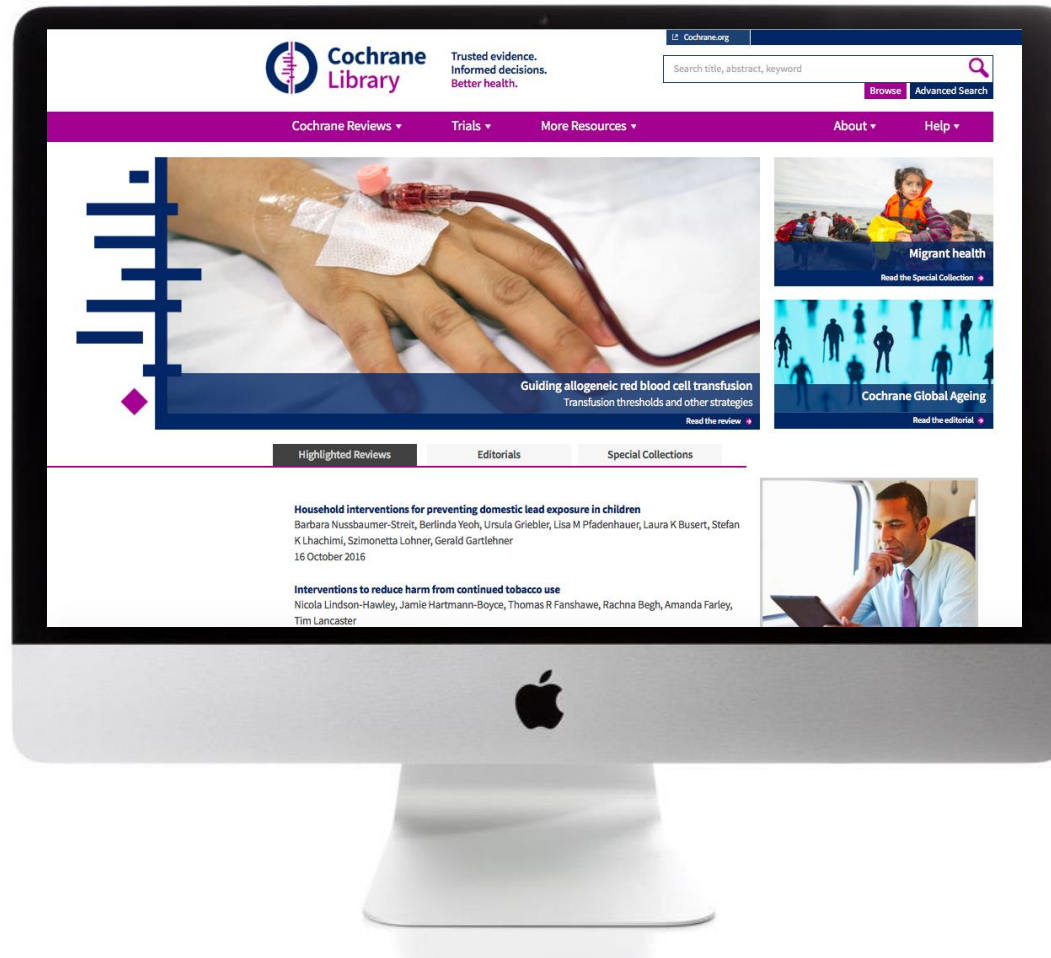 Cochrane.org
Cochrane
Library
Trusted evidence.
Informed decisions.
Better health.
Search title, abstract, keyword
Browse
Advanced Search
Cochrane Reviews
Trials
More Resources
About
Help
Migrant health
Read the Special Collection
Guiding allogeneic red blood cell transfusion
Transfusion thresholds and other strategies
Read the review
Cochrane Global Ageing
Read the editorial
Highlighted Reviews
Editorials
Special Collections
Household interventions for preventing domestic lead exposure in children
Barbara Nussbaumer-Streit, Berlinda Yeoh, Ursula Griebler, Lisa M Pfadenhauer, Laura K Busert, Stefan
K Lhachimi, Szimonetta Lohner, Gerald Gartlehner
16 October 2016
Interventions to reduce harm from continued tobacco use
Nicola Lindson-Hawley, Jamie Hartmann-Boyce, Thomas R Fanshawe, Rachna Begh, Amanda Farley,
Tim Lancaster